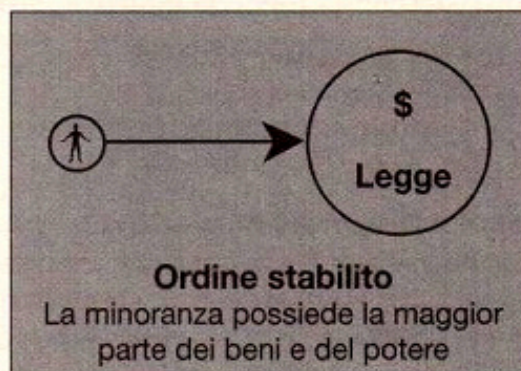 $
Legge
Ordine stabilito
La minoranza possiede la maggior
parte dei beni e del potere